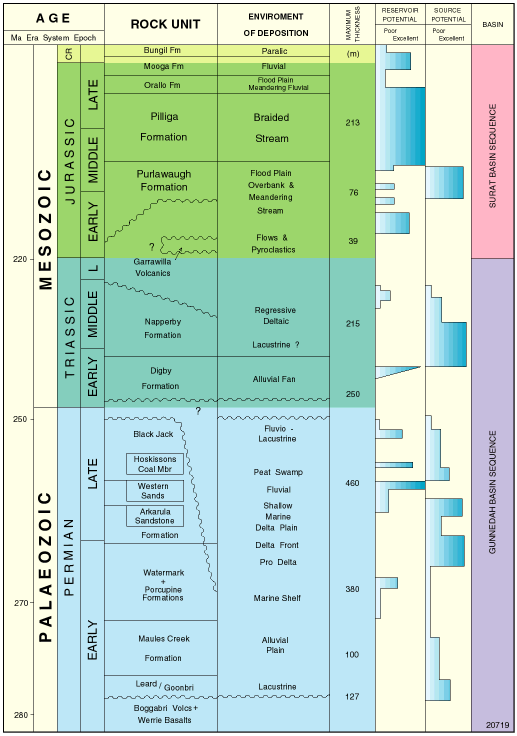 AGE
Ma Era System Epoch
ROCK UNIT
ENVIROMENT
OF DEPOSITION
MAXIMUM
THICKNESS
RESERVOIR
POTENTIAL
Poor
Excellent
SOURCE
POTENTIAL
Poor
Excellent
BASIN
CR
Bungil Fm
Paralic
(m)
MESOZOIC
JURASSIC
LATE
Mooga Fm
Fluvial
Orallo Fm
Flood Plain
Meandering Fluvial
Pilliga
Formation
Braided
Stream
213
MIDDLE
Purlawaugh
Formation
Flood Plain
Overbank &
Meandering
Stream
76
EARLY
?
Flows &
Pyroclastics
39
SURAT BASIN SEQUENCE
220
TRIASSIC
L
Garrawilla
Volcanics
MIDDLE
Napperby
Formation
Regressive
Deltaic
Lacustrine ?
215
EARLY
Digby
Formation
Alluvial Fan
250
250
?
PALAEOZOIC
PERMIAN
LATE
Black Jack
Fluvio -
Lacustrine
Hoskissons
Coal Mbr
Peat Swamp
460
Western
Sands
Fluvial
Arkarula
Sandstone
Shallow
Marine
Delta Plain
Formation
GUNNEDAH BASIN SEQUENCE
EARLY
Delta Front
Pro Delta
Watermark
+
Porcupine
Formations
Marine Shelf
380
270
Maules Creek
Formation
Alluvial
Plain
100
Leard / Goonbri
Lacustrine
127
280
Boggabri Volcs +
Werrie Basalts
20719